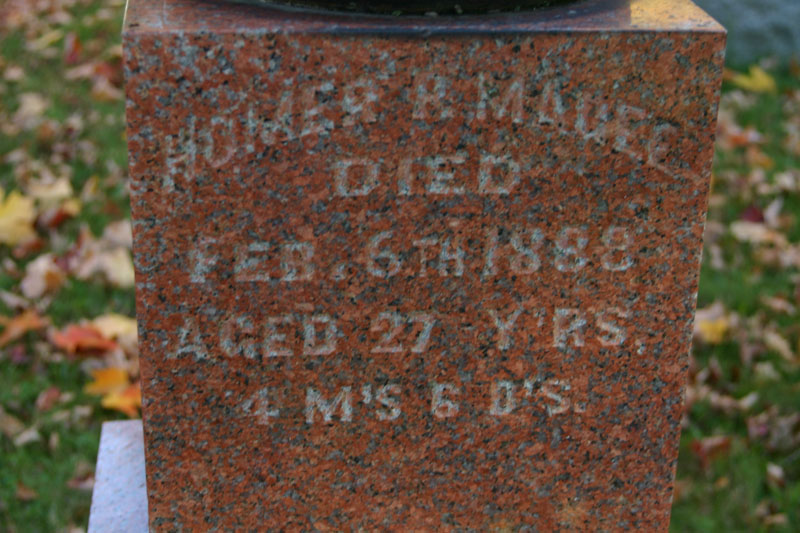 HOMER B. MAGEE
DIED
FEB. 6TH 1888
AGED 27 Y'RS.
4 M'S 6 D'S.